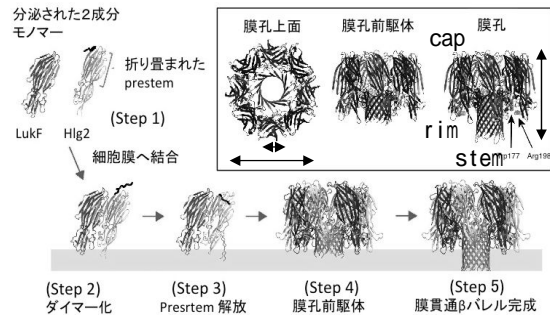 分泌された2成分
モノマー
折り畳まれた
prestem
(Step 1)
LukF
Hlg2
細胞膜へ結合
膜孔上面
膜孔前駆体
膜孔
cap
rim
stem
p177
Arg198
(Step 2)
ダイマー化
(Step 3)
Presrtem 解放
(Step 4)
膜孔前駆体
(Step 5)
膜貫通βバレル完成